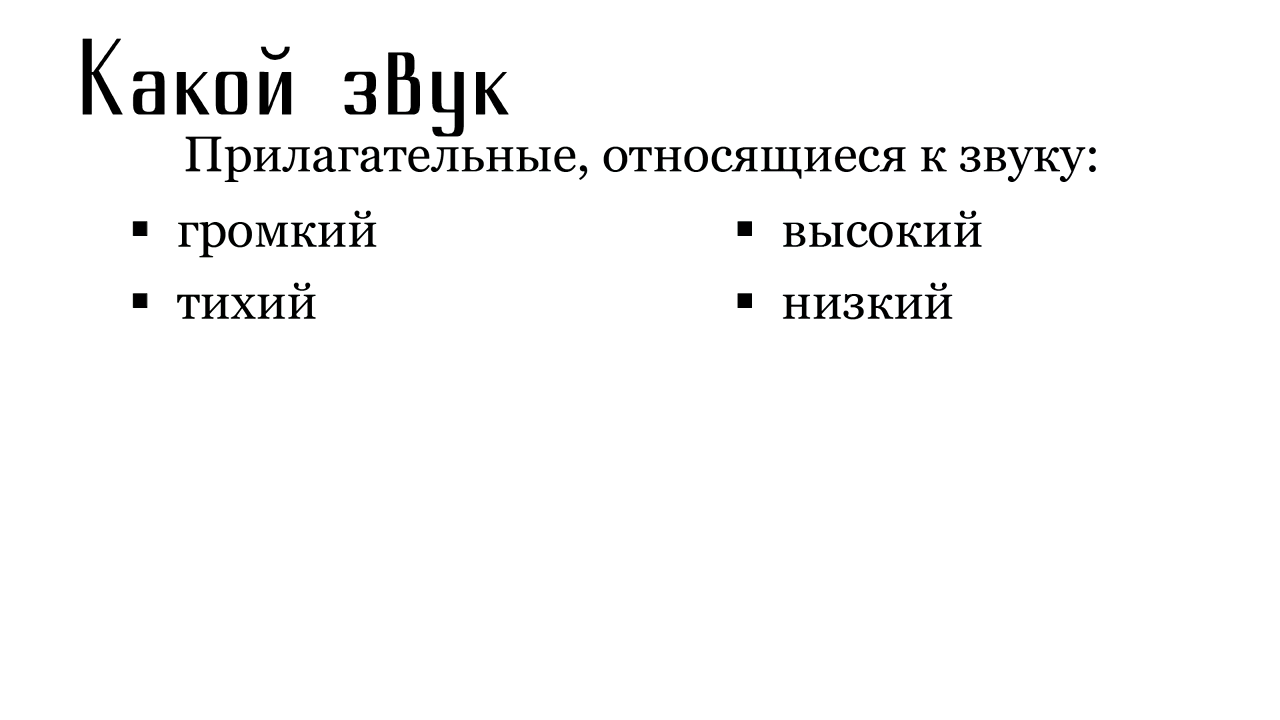 Какой звук
Прилагательные, относящиеся к звуку:
▪ громкий
▪ тихий
▪ высокий
▪ низкий